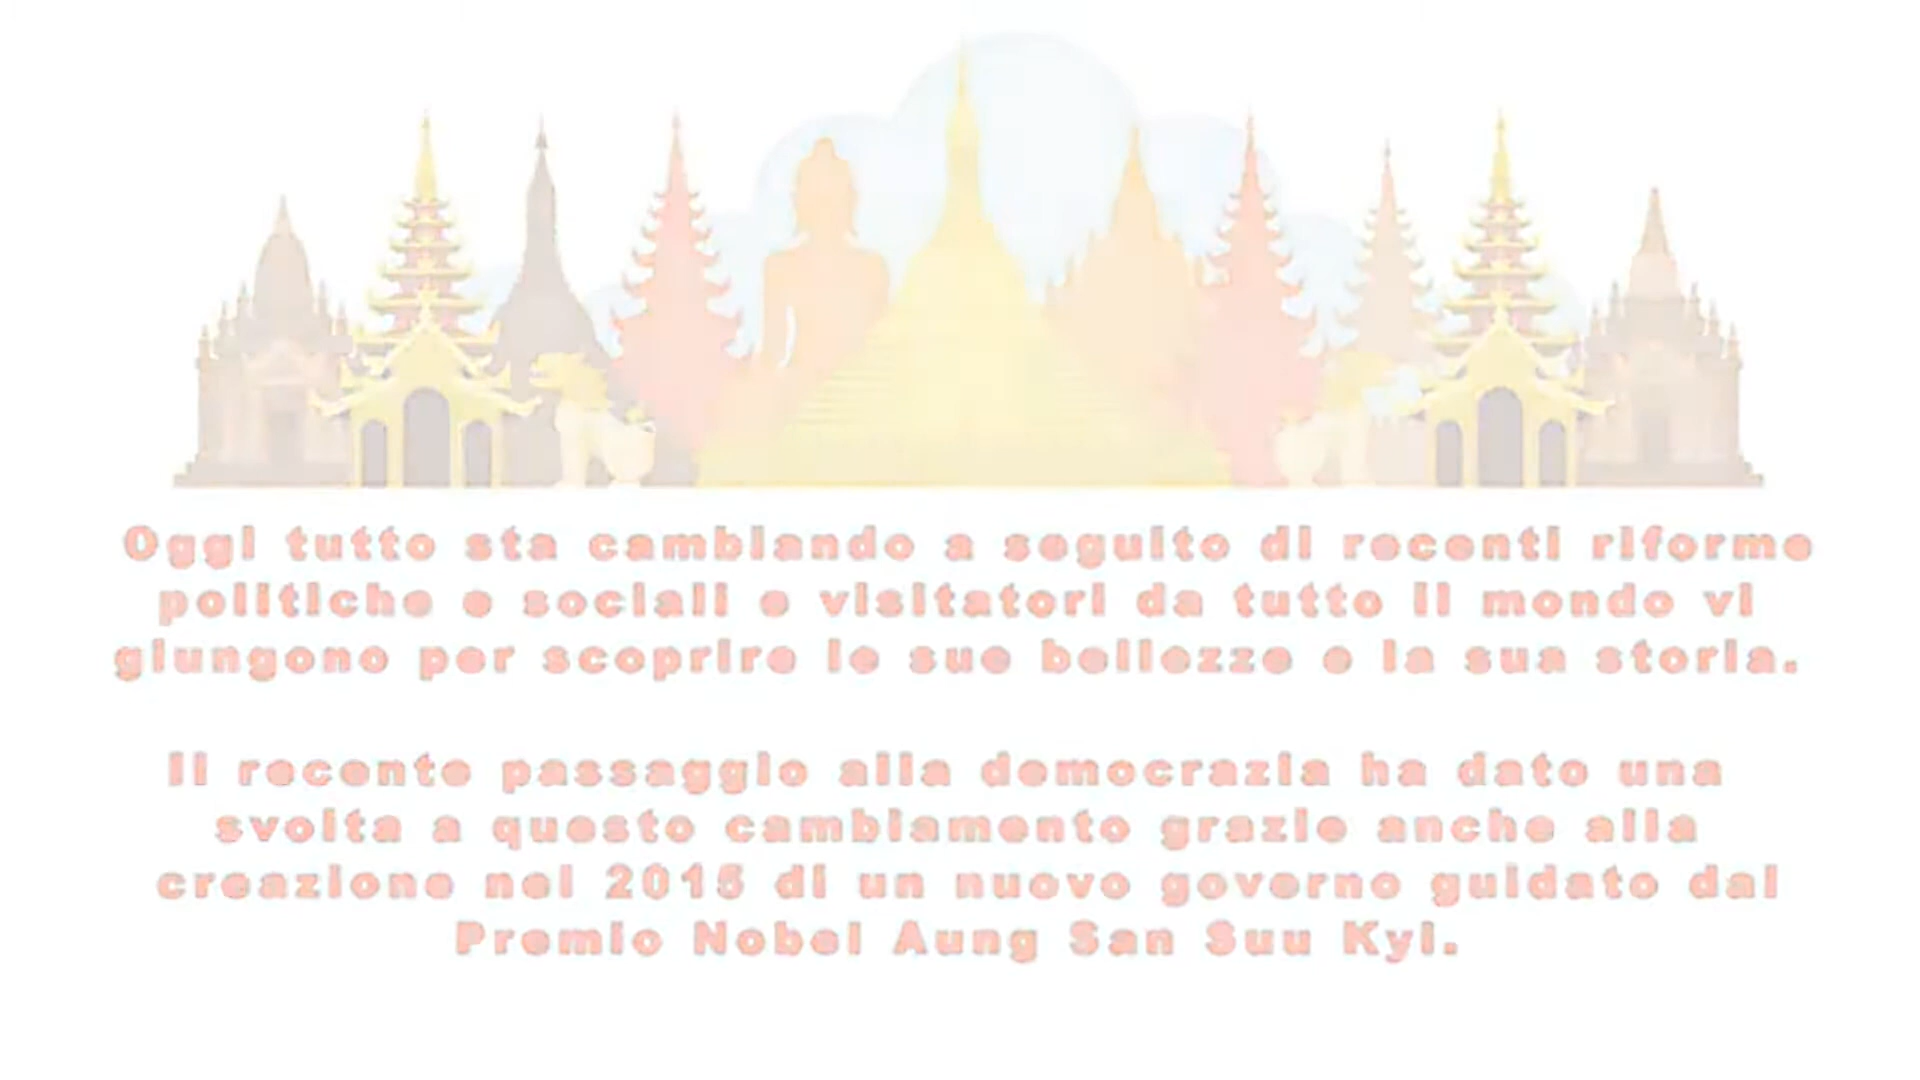 Oggi tutto sta cambiando a seguito di recenti riforme
politiche e sociali e visitatori da tutto il mondo vi
giungono per scoprire le sue bellezze e la sua storia.
Il recente passaggio alla democrazia ha dato una
svolta a questo cambiamento grazie anche alla
creazione nel 2015 di un nuovo governo guidato dal
Premio Nobel Aung San Suu Kyi.